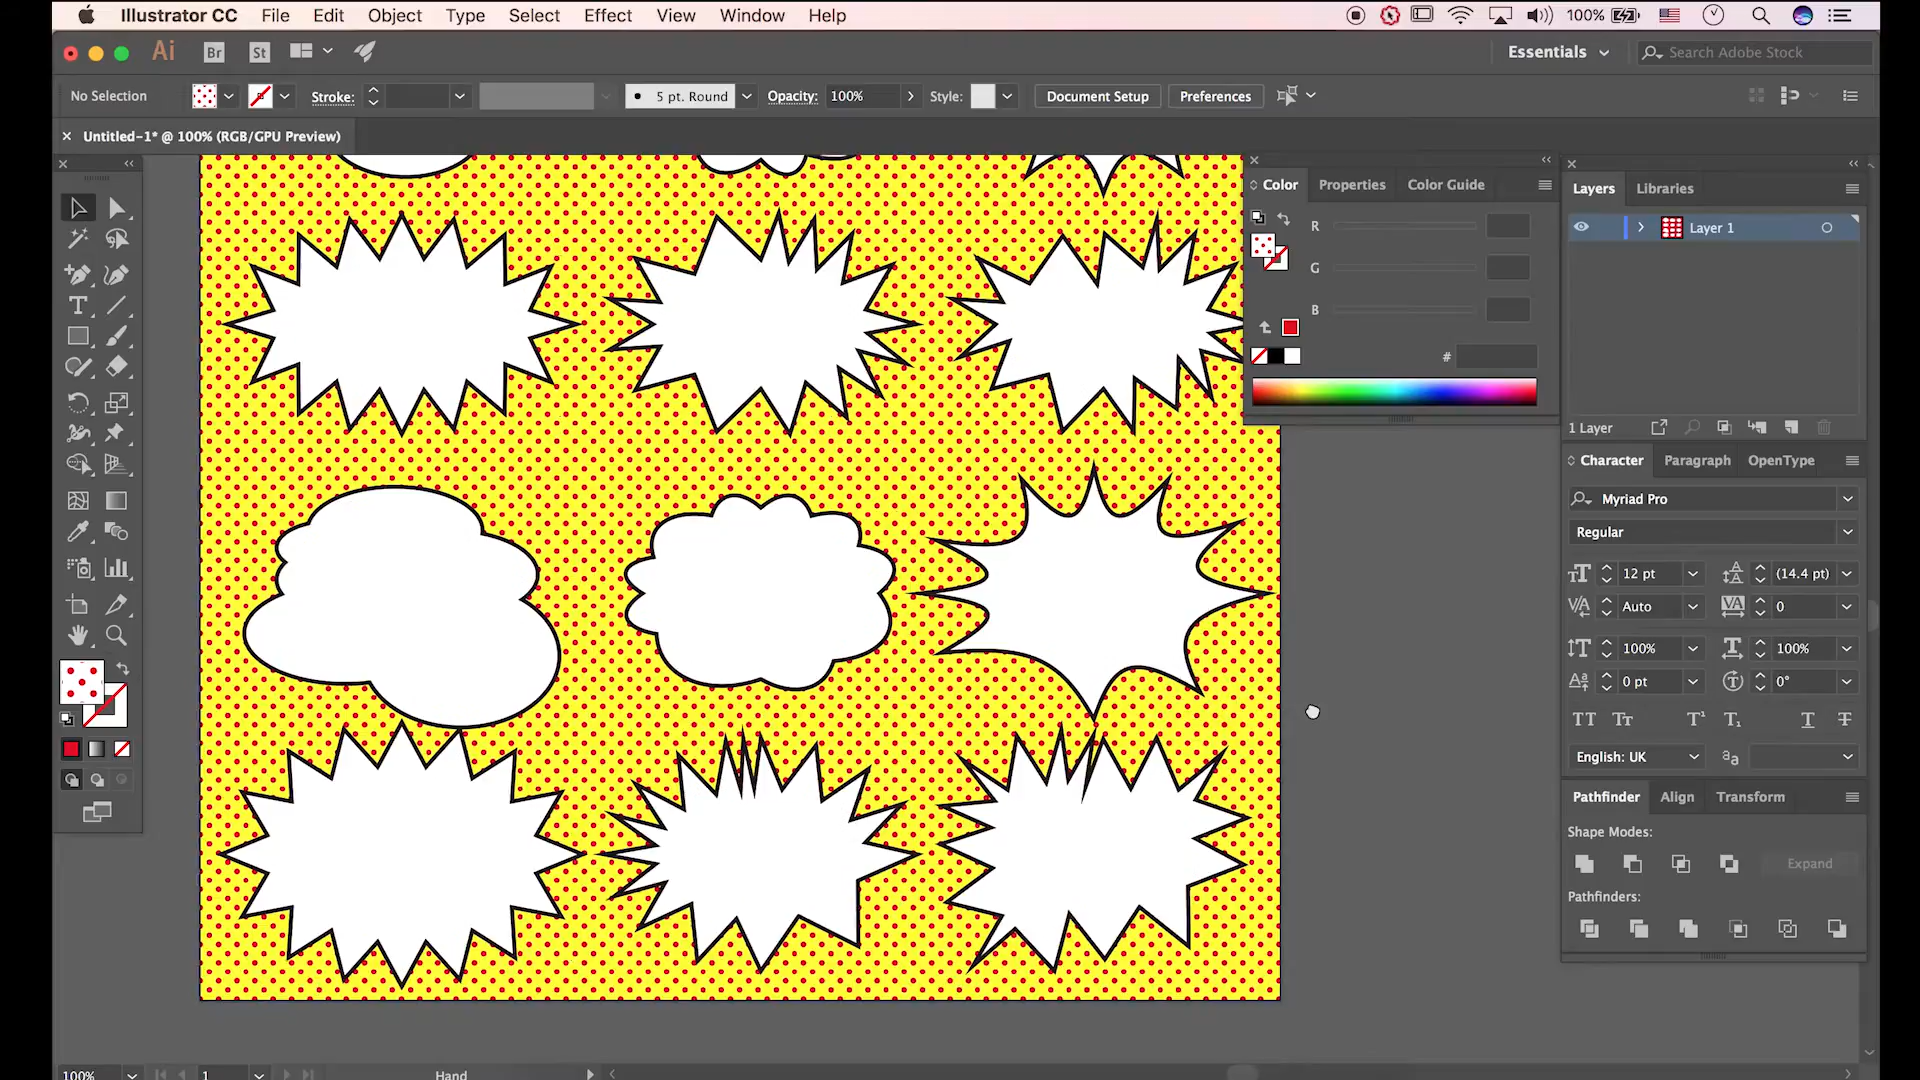 Illustrator CC File Edit Object Type Select Effect View Window Help 100%
Ai Br St Essentials Search Adobe Stock
No Selection Stroke: 5 pt. Round Opacity: 100% Style: Document Setup Preferences
Untitled-1* @ 100% (RGB/GPU Preview)
Color Properties Color Guide
R
G
B
#
Layers Libraries
Layer 1
1 Layer
Character Paragraph OpenType
Myriad Pro
Regular
12 pt (14.4 pt)
Auto 0
100% 100%
0 pt 0°
English: UK
Pathfinder Align Transform
Shape Modes:
Expand
Pathfinders:
100% 1 Hand